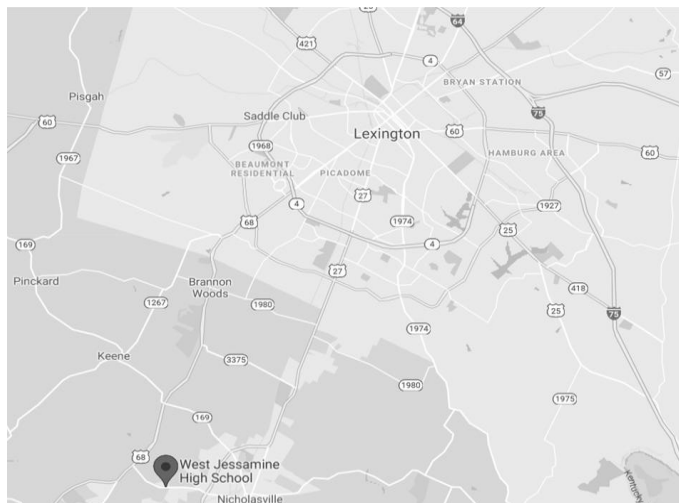 64
421
4
BRYAN STATION
57
Pisgah
75
60
Saddle Club
Lexington
60
1967
1968
HAMBURG AREA
60
BEAUMONT
RESIDENTIAL
PICADOME
27
4
1927
68
1974
25
169
4
27
Pinckard
Brannon
Woods
418
1267
1980
25
75
1974
Keene
3375
1980
1975
169
68
West Jessamine
High School
Nicholasville
Kentucky